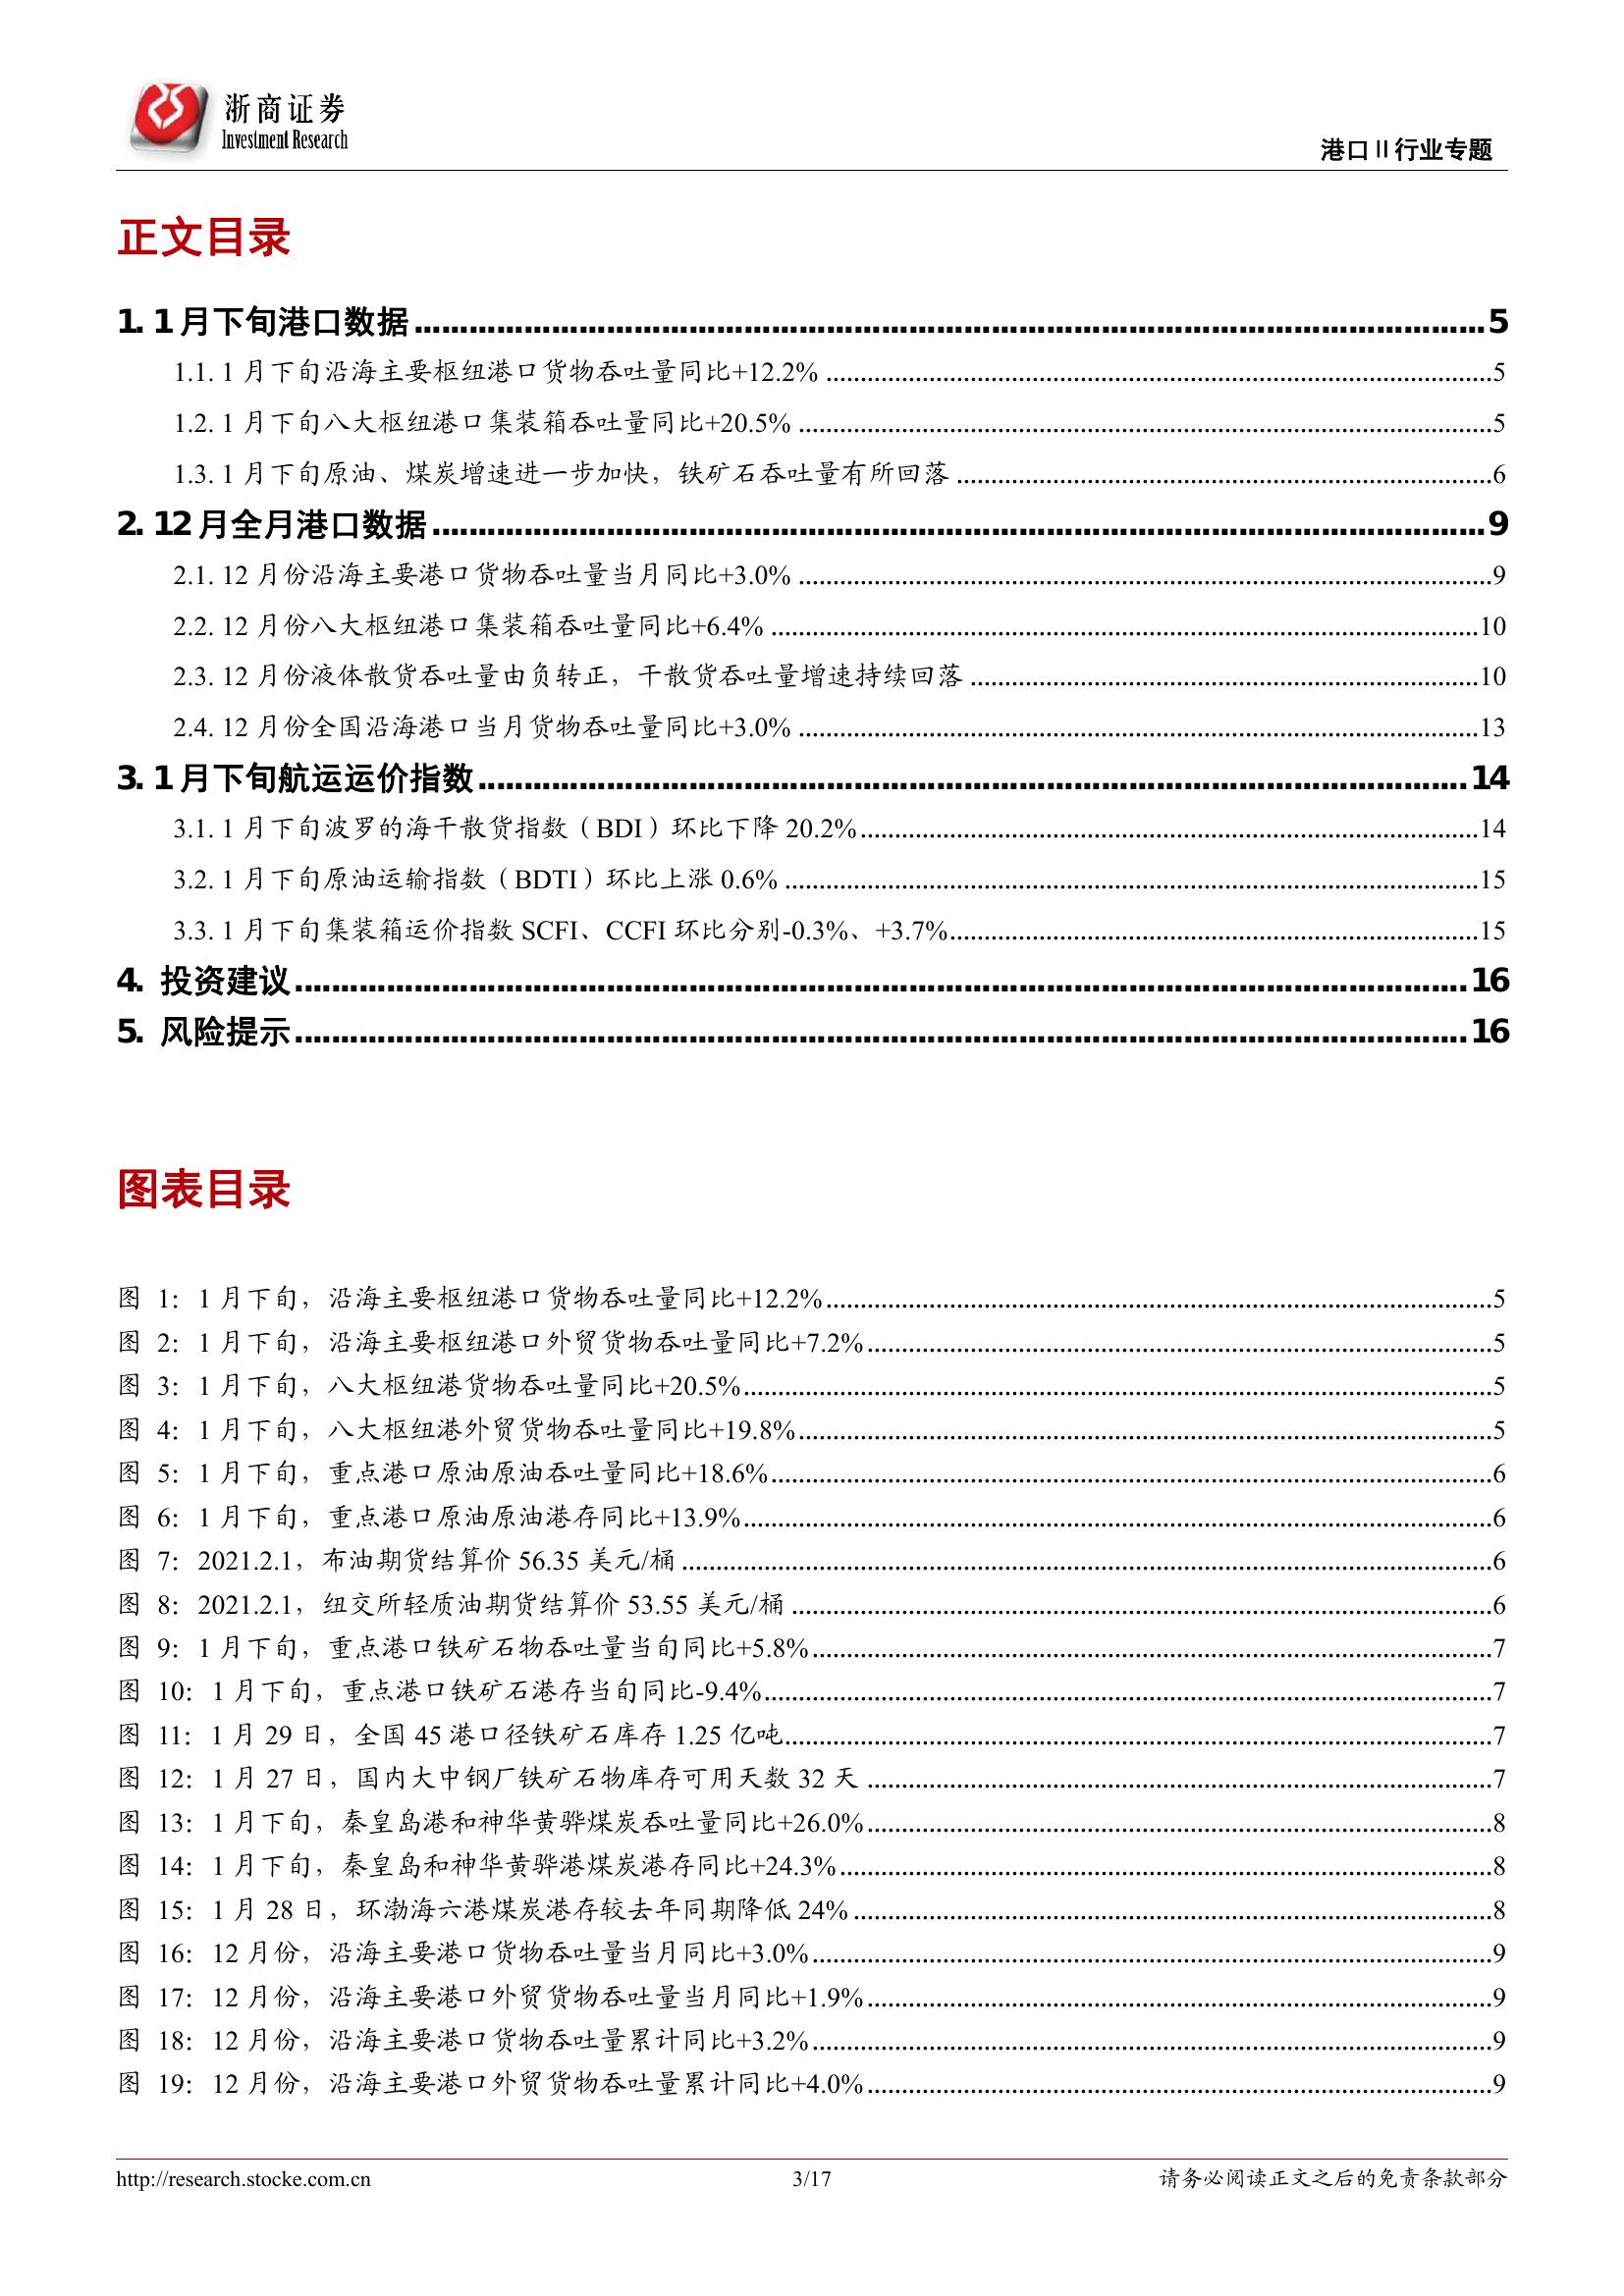 浙商证券
Investment Research
港口Ⅱ行业专题
正文目录
1. 1 月下旬港口数据 ........ 5
1.1. 1 月下旬沿海主要枢纽港口货物吞吐量同比+12.2% ........ 5
1.2. 1 月下旬八大枢纽港口集装箱吞吐量同比+20.5% ........ 5
1.3. 1 月下旬原油、煤炭增速进一步加快，铁矿石吞吐量有所回落 ........ 6
2. 12 月全月港口数据 ........ 9
2.1. 12 月份沿海主要港口货物吞吐量当月同比+3.0% ........ 9
2.2. 12 月份八大枢纽港口集装箱吞吐量同比+6.4% ........ 10
2.3. 12 月份液体散货吞吐量由负转正，干散货吞吐量增速持续回落 ........ 10
2.4. 12 月份全国沿海港口当月货物吞吐量同比+3.0% ........ 13
3. 1 月下旬航运运价指数 ........ 14
3.1. 1 月下旬波罗的海干散货指数（BDI）环比下降 20.2% ........ 14
3.2. 1 月下旬原油运输指数（BDTI）环比上涨 0.6% ........ 15
3.3. 1 月下旬集装箱运价指数 SCFI、CCFI 环比分别-0.3%、+3.7% ........ 15
4. 投资建议 ........ 16
5. 风险提示 ........ 16
图表目录
图 1：1 月下旬，沿海主要枢纽港口货物吞吐量同比+12.2% ........ 5
图 2：1 月下旬，沿海主要枢纽港口外贸货物吞吐量同比+7.2% ........ 5
图 3：1 月下旬，八大枢纽港货物吞吐量同比+20.5% ........ 5
图 4：1 月下旬，八大枢纽港外贸货物吞吐量同比+19.8% ........ 5
图 5：1 月下旬，重点港口原油原油吞吐量同比+18.6% ........ 6
图 6：1 月下旬，重点港口原油原油港存同比+13.9% ........ 6
图 7：2021.2.1，布油期货结算价 56.35 美元/桶 ........ 6
图 8：2021.2.1，纽交所轻质油期货结算价 53.55 美元/桶 ........ 6
图 9：1 月下旬，重点港口铁矿石物吞吐量当旬同比+5.8% ........ 7
图 10：1 月下旬，重点港口铁矿石港存当旬同比-9.4% ........ 7
图 11：1 月 29 日，全国 45 港口径铁矿石库存 1.25 亿吨 ........ 7
图 12：1 月 27 日，国内大中钢厂铁矿石物库存可用天数 32 天 ........ 7
图 13：1 月下旬，秦皇岛港和神华黄骅煤炭吞吐量同比+26.0% ........ 8
图 14：1 月下旬，秦皇岛和神华黄骅港煤炭港存同比+24.3% ........ 8
图 15：1 月 28 日，环渤海六港煤炭港存较去年同期降低 24% ........ 8
图 16：12 月份，沿海主要港口货物吞吐量当月同比+3.0% ........ 9
图 17：12 月份，沿海主要港口外贸货物吞吐量当月同比+1.9% ........ 9
图 18：12 月份，沿海主要港口货物吞吐量累计同比+3.2% ........ 9
图 19：12 月份，沿海主要港口外贸货物吞吐量累计同比+4.0% ........ 9
http://research.stocke.com.cn
3/17
请务必阅读正文之后的免责条款部分